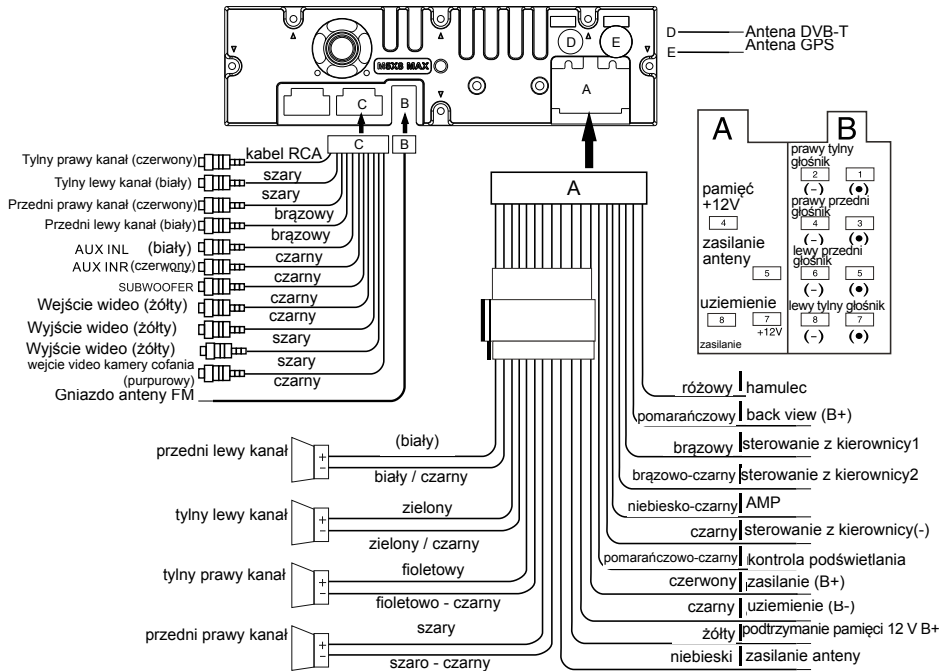 D
E
D
Antena DVB-T
E
Antena GPS
M5X8 MAX
A
C
B
C
B
Tylny prawy kanał (czerwony)
kabel RCA
Tylny lewy kanał (biały)
szary
Przedni prawy kanał (czerwony)
szary
Przedni lewy kanał (biały)
brązowy
AUX INL (biały)
brązowy
AUX INR (czerwony)
czarny
SUBWOOFER
czarny
Wejście wideo (żółty)
czarny
Wyjście wideo (żółty)
czarny
Wyjście wideo (żółty)
szary
wejcie video kamery cofania
(purpurowy)
szary
czarny
Gniazdo anteny FM
A
A
pamięć
+12V
4
zasilanie
anteny
5
uziemienie
8
7
+12V
zasilanie
B
prawy tylny
głośnik
2
1
(-)
(●)
prawy przedni
głośnik
4
3
(-)
(●)
lewy przedni
głośnik
6
5
(-)
(●)
lewy tylny głośnik
8
7
(-)
(●)
przedni lewy kanał
+
−
(biały)
biały / czarny
tylny lewy kanał
+
−
zielony
zielony / czarny
tylny prawy kanał
+
−
fioletowy
fioletowo - czarny
przedni prawy kanał
+
−
szary
szaro - czarny
różowy hamulec
pomarańczowy back view (B+)
brązowy sterowanie z kierownicy1
brązowo-czarny sterowanie z kierownicy2
niebiesko-czarny AMP
czarny sterowanie z kierownicy(-)
pomarańczowo-czarny kontrola podświetlania
czerwony zasilanie (B+)
czarny uziemienie (B-)
żółty podtrzymanie pamięci 12 V B+
niebieski zasilanie anteny